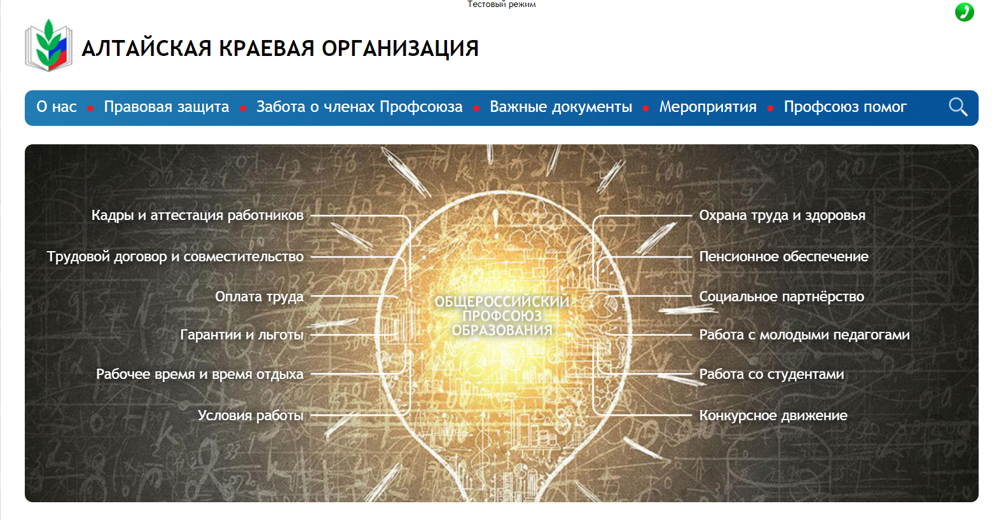 Тестовый режим
АЛТАЙСКАЯ КРАЕВАЯ ОРГАНИЗАЦИЯ
О нас • Правовая защита • Забота о членах Профсоюза • Важные документы • Мероприятия • Профсоюз помог
Кадры и аттестация работников
Трудовой договор и совместительство
Оплата труда
Гарантии и льготы
Рабочее время и время отдыха
Условия работы
ОБЩЕРОССИЙСКИЙ
ПРОФСОЮЗ
ОБРАЗОВАНИЯ
Охрана труда и здоровья
Пенсионное обеспечение
Социальное партнёрство
Работа с молодыми педагогами
Работа со студентами
Конкурсное движение